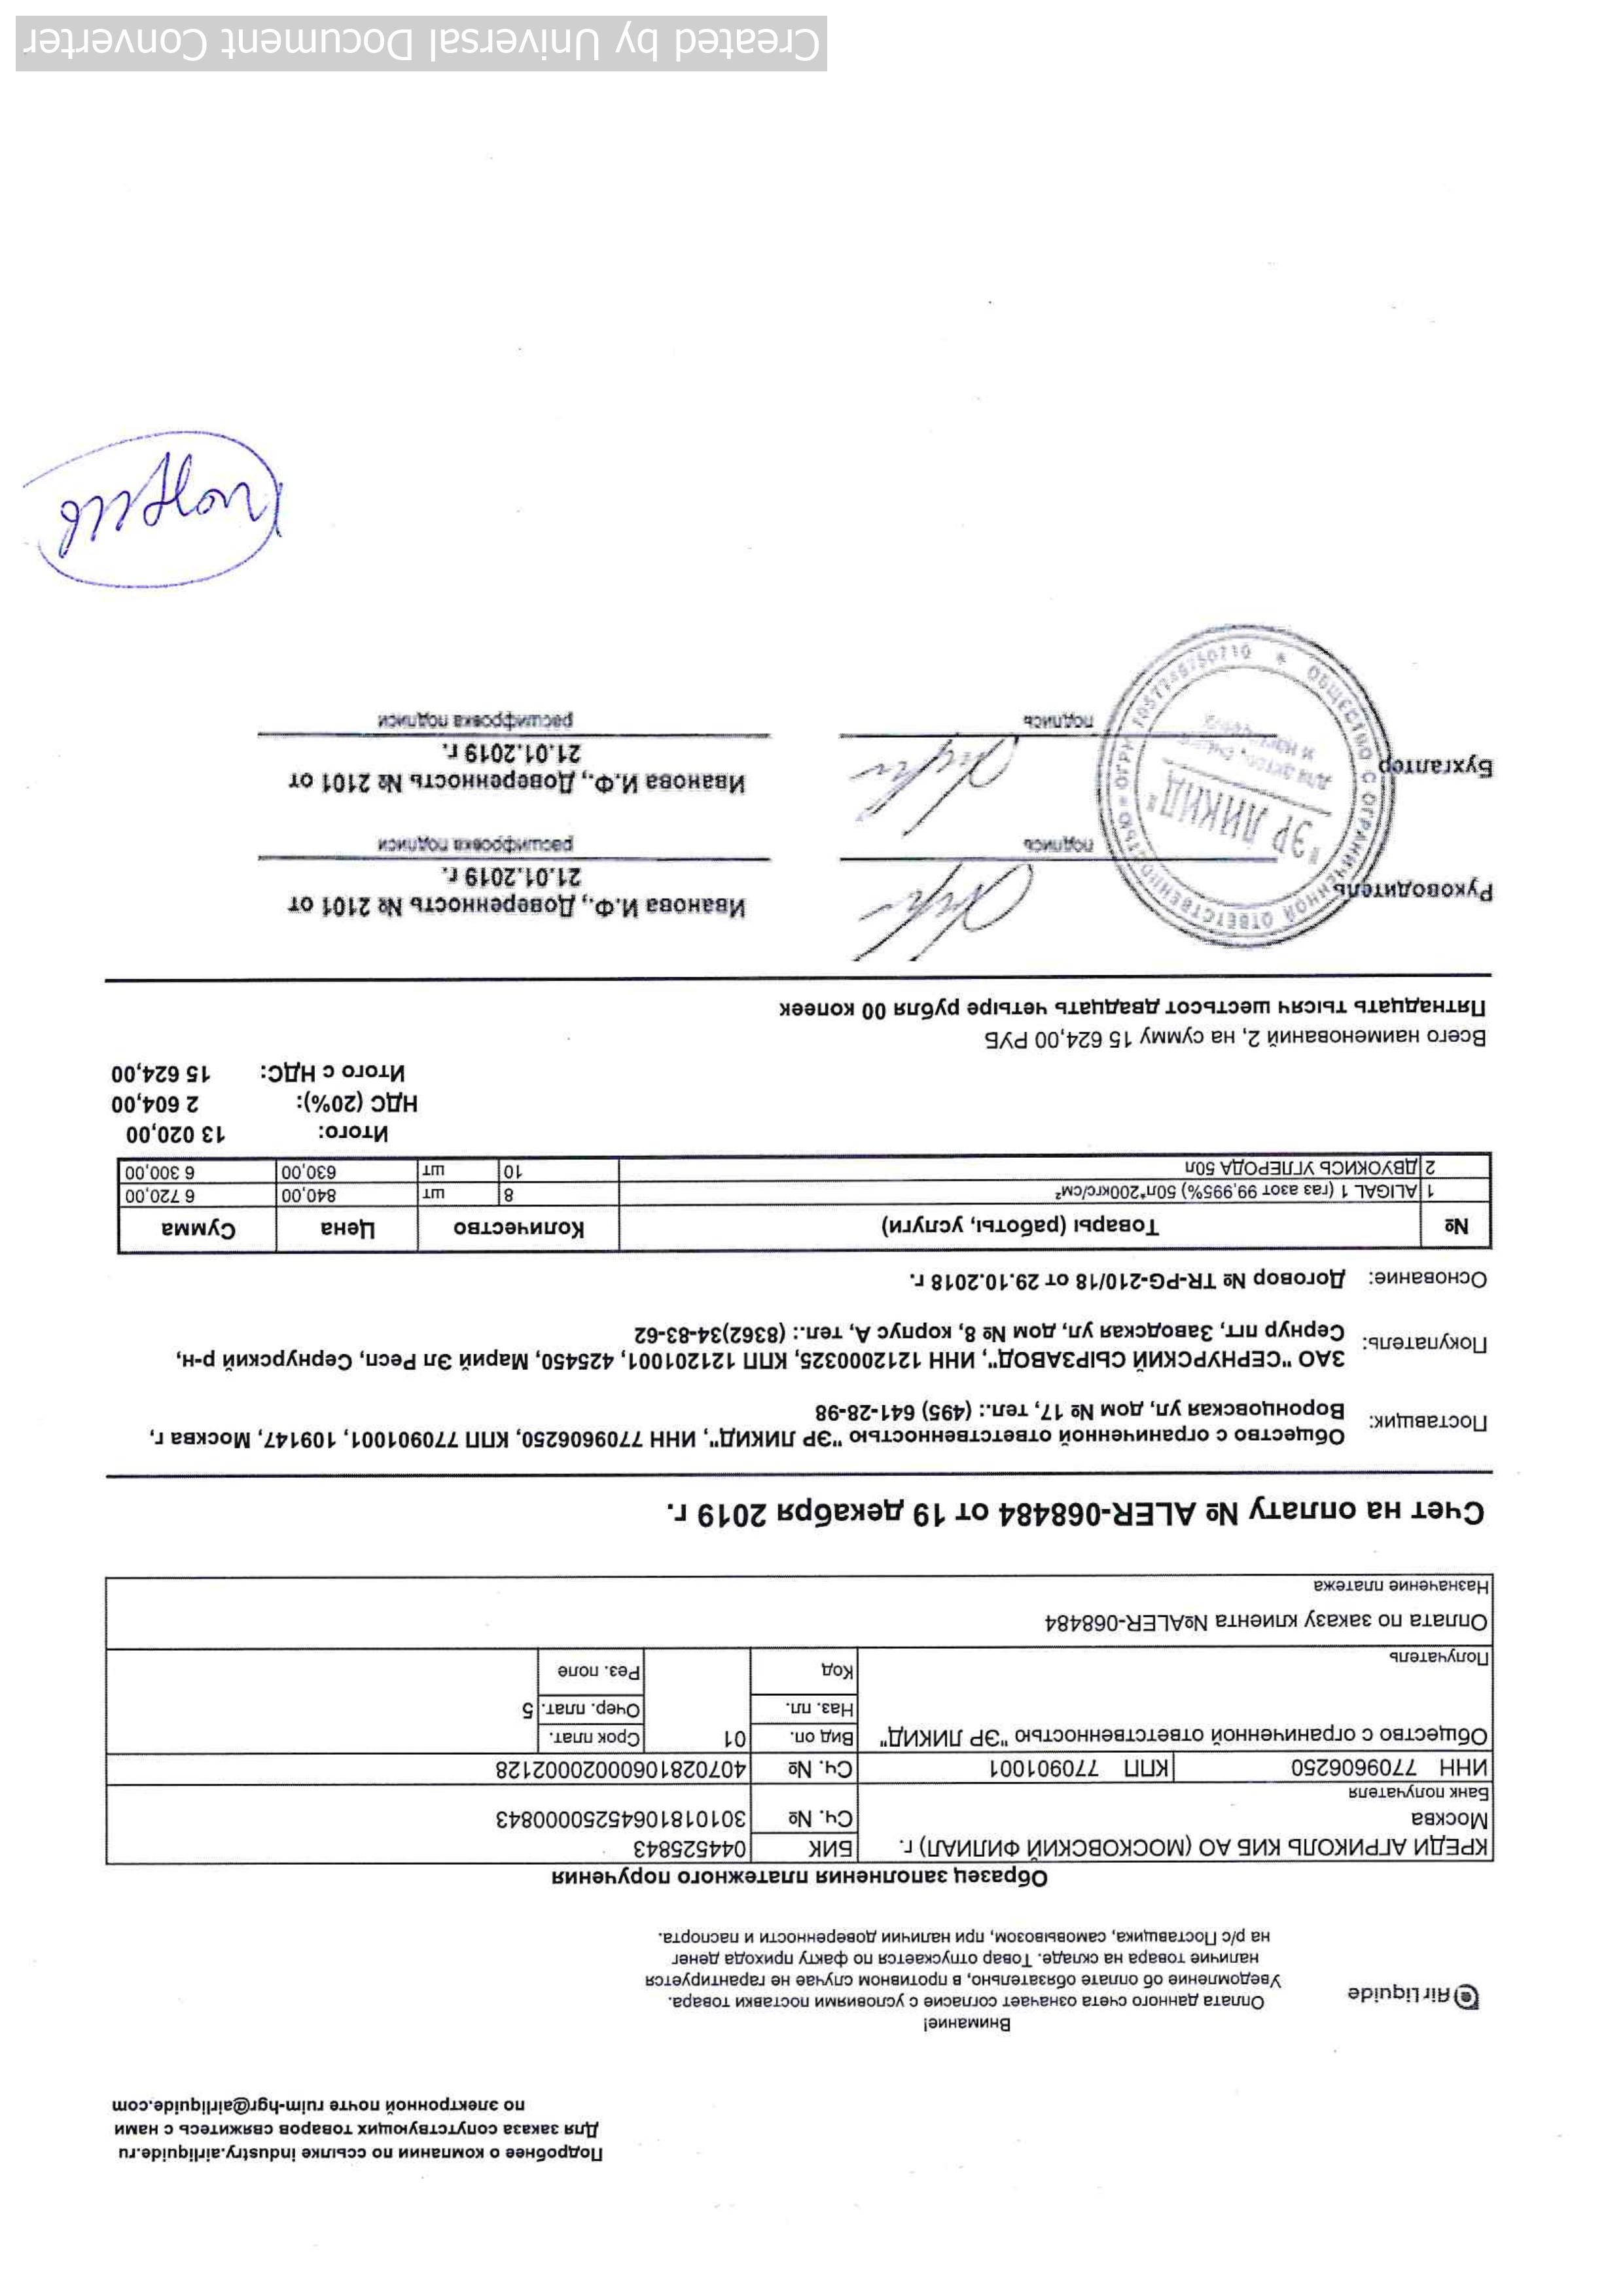 Подробнее о компании по ссылке industry.airliquide.ru
Для заказа сопутствующих товаров свяжитесь с нами
по электронной почте ruim-hgr@airliquide.com
Air Liquide
Внимание!
Оплата данного счета означает согласие с условиями поставки товара.
Уведомление об оплате обязательно, в противном случае не гарантируется
наличие товара на складе. Товар отпускается по факту прихода денег
на р/с Поставщика, самовывозом, при наличии доверенности и паспорта.
Образец заполнения платежного поручения
КРЕДИ АГРИКОЛЬ КИБ АО (МОСКОВСКИЙ ФИЛИАЛ) г. БИК 044525843
Москва Сч. № 30101810645250000843
Банк получателя
ИНН 7709606250 КПП 770901001 Сч. № 40702810600020002128
Общество с ограниченной ответственностью "ЭР ЛИКИД" Вид оп. 01 Срок плат.
Наз. пл. Очер. плат. 5
Получатель Код Рез. поле
Оплата по заказу клиента №ALER-068484
Назначение платежа
Счет на оплату № ALER-068484 от 19 декабря 2019 г.
Поставщик: Общество с ограниченной ответственностью "ЭР ЛИКИД", ИНН 7709606250, КПП 770901001, 109147, Москва г,
Воронцовская ул, дом № 17, тел.: (495) 641-28-98
Покупатель: ЗАО "СЕРНУРСКИЙ СЫРЗАВОД", ИНН 1212000325, КПП 121201001, 425450, Марий Эл Респ, Сернурский р-н,
Сернур пгт, Заводская ул, дом № 8, корпус А, тел.: (8362)34-83-62
Основание: Договор № TR-PG-210/18 от 29.10.2018 г.
№ Товары (работы, услуги) Количество Цена Сумма
1 ALIGAL 1 (газ азот 99,995%) 50л*200кгс/см² 8 шт 840,00 6 720,00
2 ДВУОКИСЬ УГЛЕРОДА 50л 10 шт 630,00 6 300,00
Итого: 13 020,00
НДС (20%): 2 604,00
Итого с НДС: 15 624,00
Всего наименований 2, на сумму 15 624,00 РУБ
Пятнадцать тысяч шестьсот двадцать четыре рубля 00 копеек
Руководитель
Иванова И.Ф., Доверенность № 2101 от
21.01.2019 г.
подпись расшифровка подписи
Бухгалтер
Иванова И.Ф., Доверенность № 2101 от
21.01.2019 г.
подпись расшифровка подписи
ОБЩЕСТВО С ОГРАНИЧЕННОЙ ОТВЕТСТВЕННОСТЬЮ
"ЭР ЛИКИД"
Created by Universal Document Converter